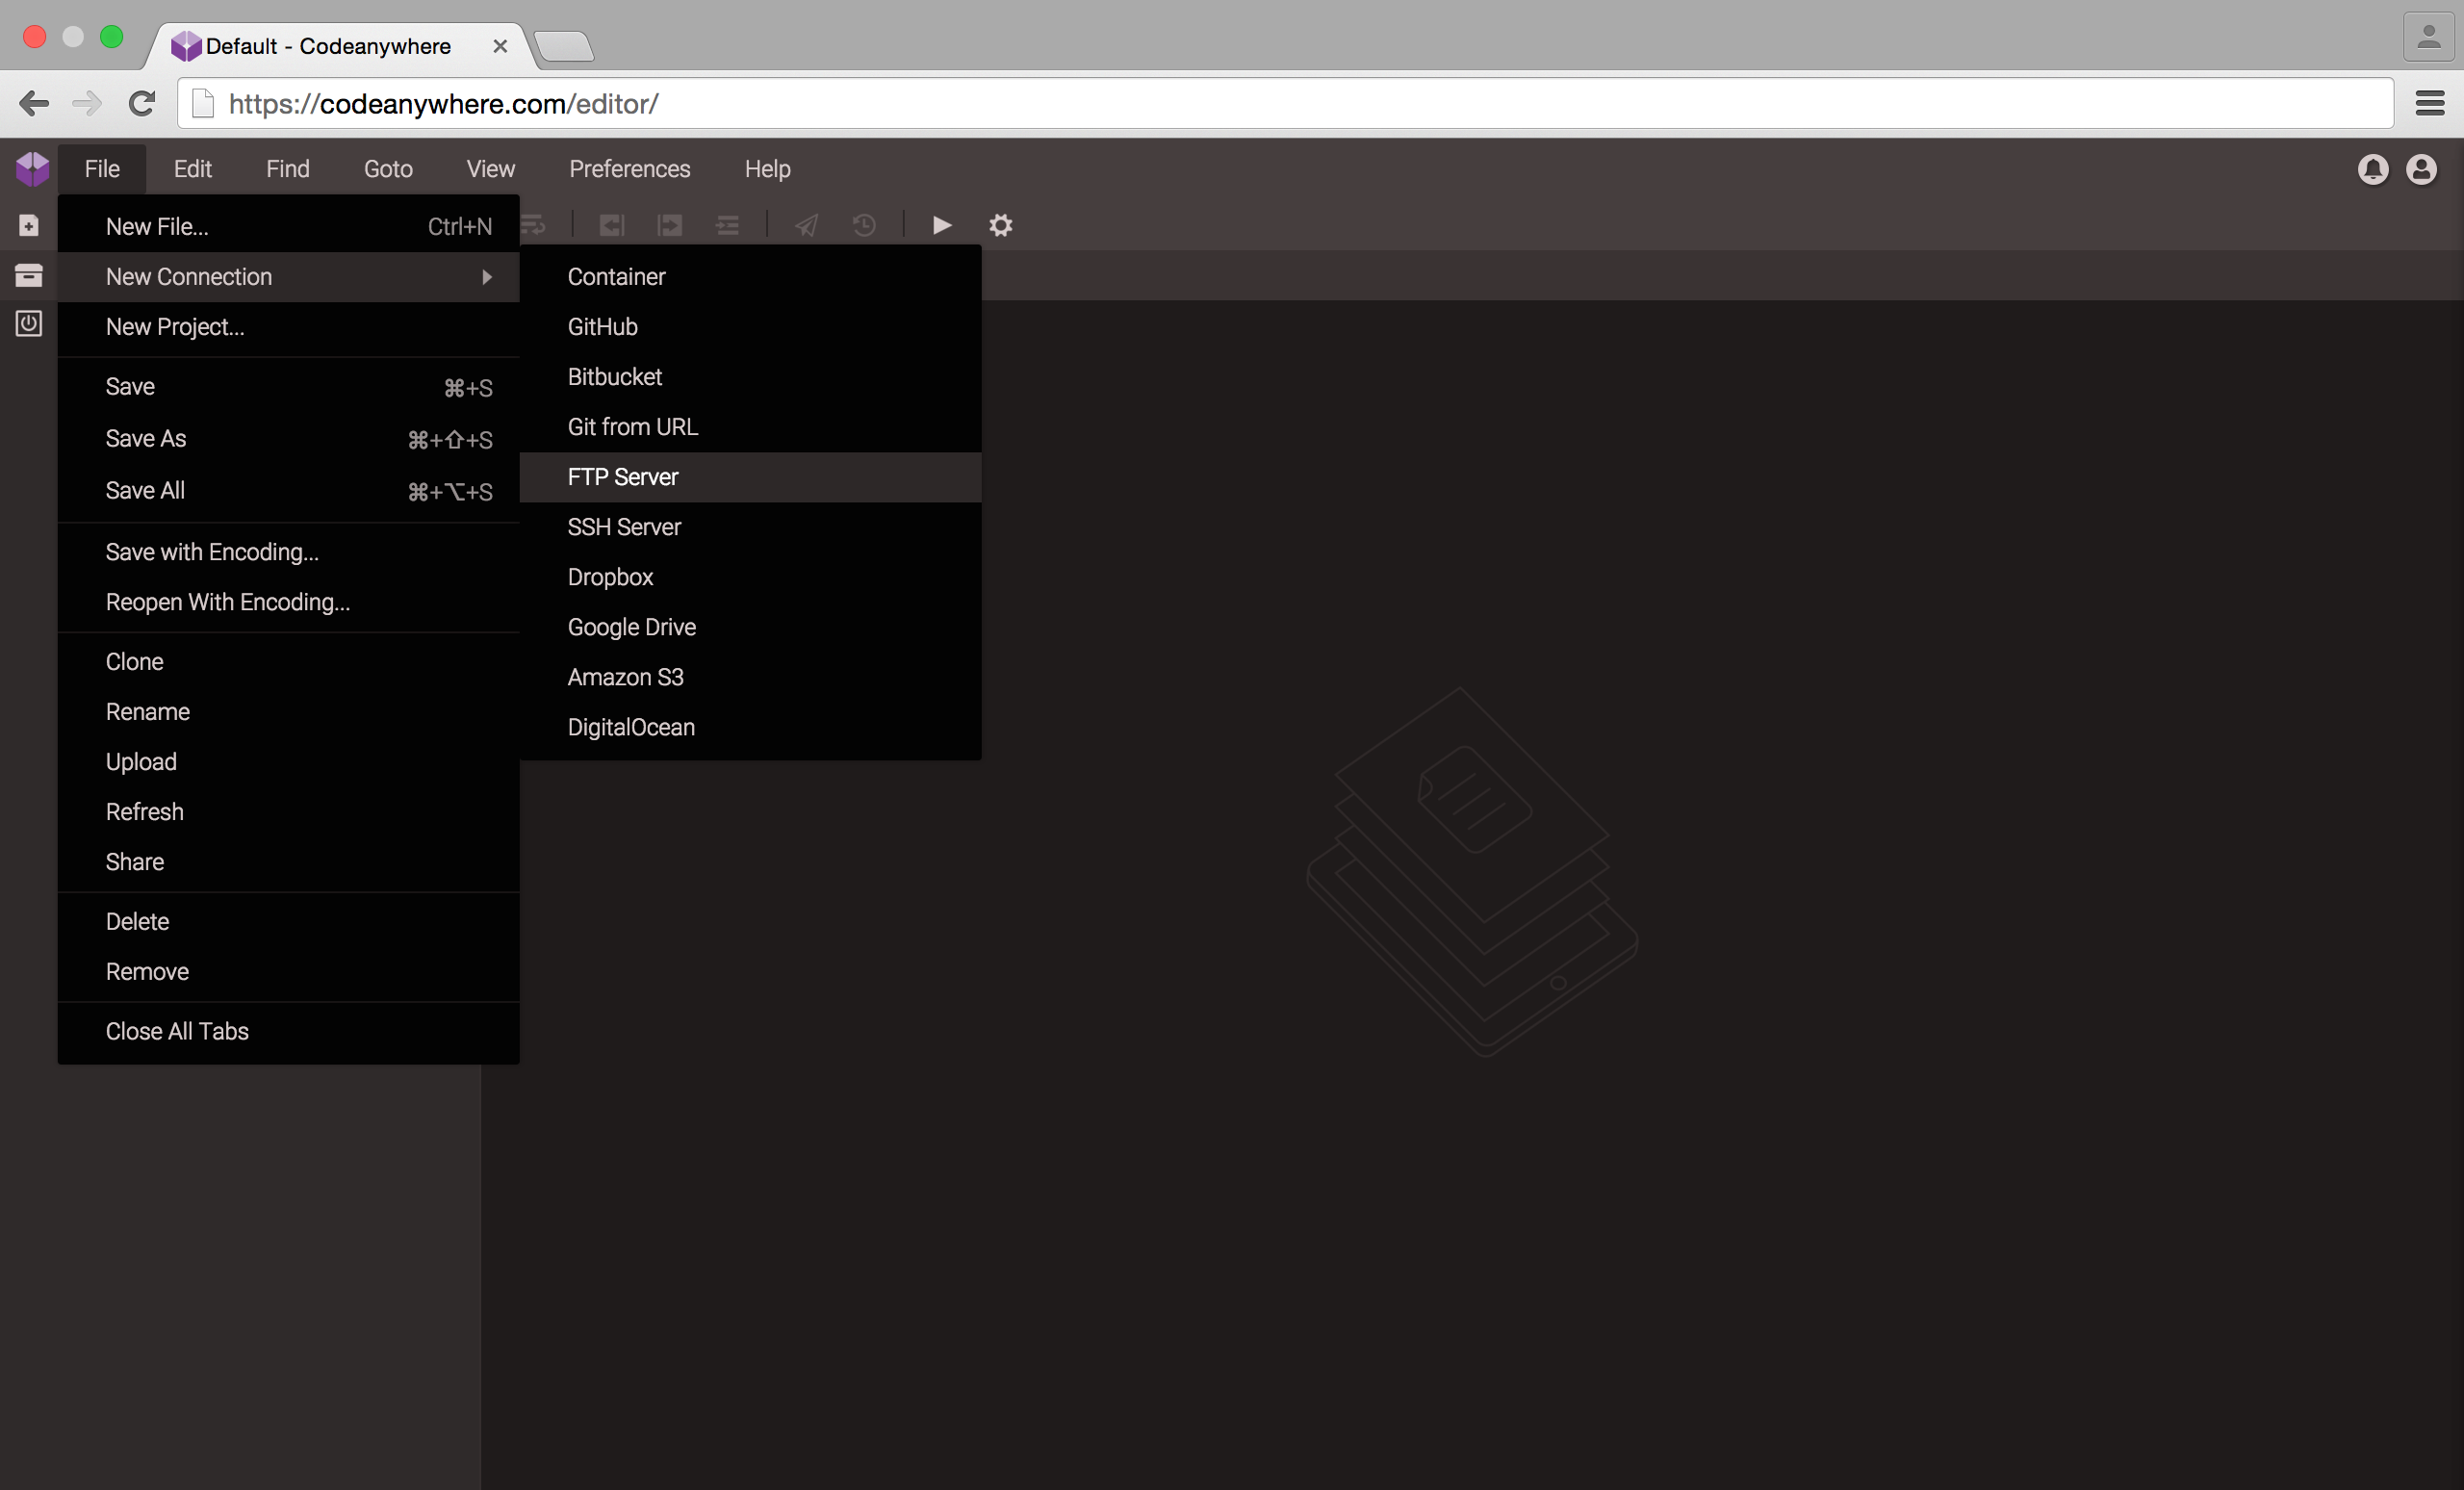 Default - Codeanywhere
https://codeanywhere.com/editor/
File Edit Find Goto View Preferences Help
New File... Ctrl+N
New Connection
New Project...
Save ⌘+S
Save As ⌘+⇧+S
Save All ⌘+⌥+S
Save with Encoding...
Reopen With Encoding...
Clone
Rename
Upload
Refresh
Share
Delete
Remove
Close All Tabs
Container
GitHub
Bitbucket
Git from URL
FTP Server
SSH Server
Dropbox
Google Drive
Amazon S3
DigitalOcean